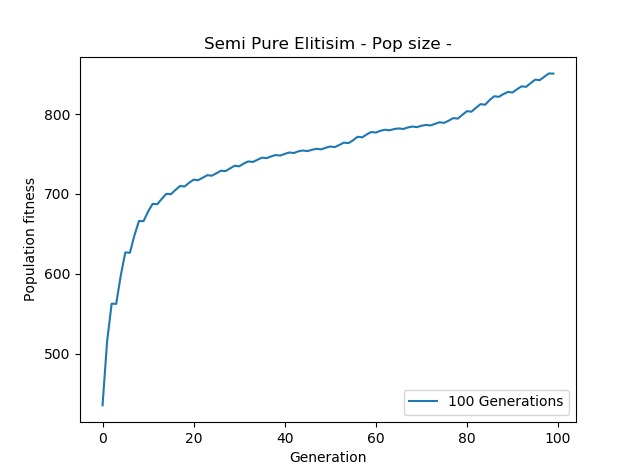 Semi Pure Elitisim - Pop size -
Population fitness
800
700
600
500
100 Generations
0 20 40 60 80 100
Generation